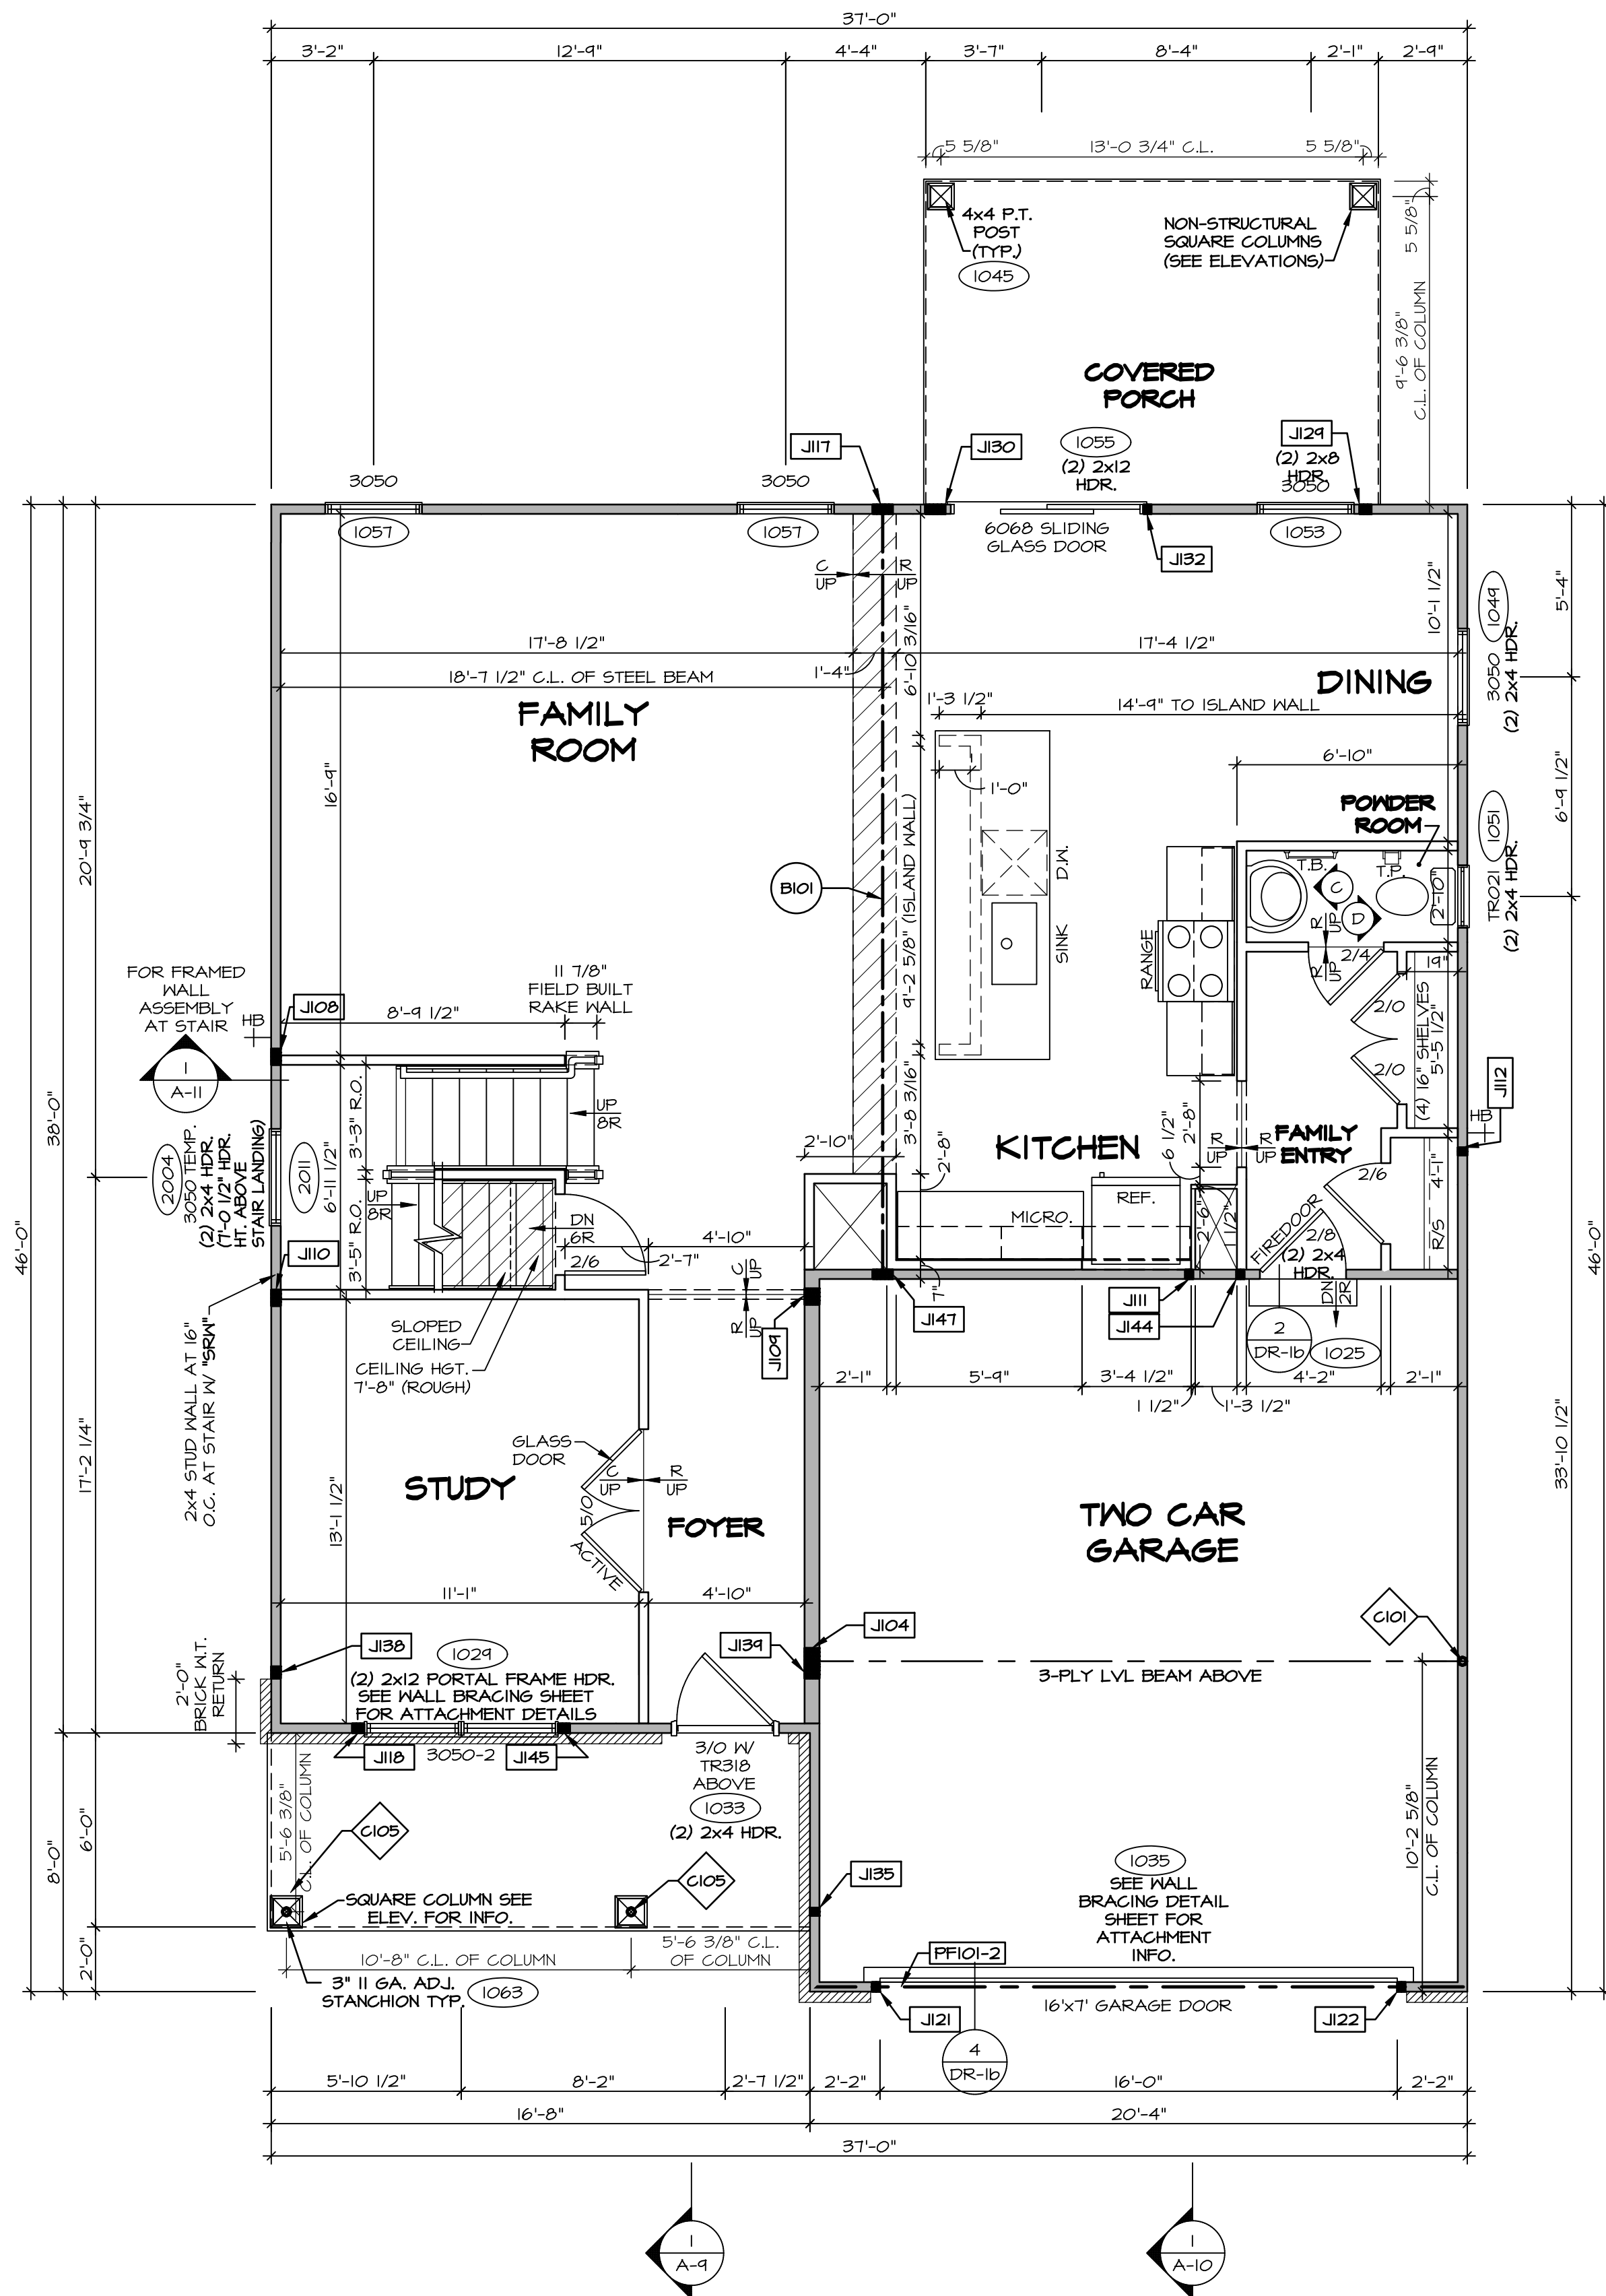 37'-0"
3'-2"
12'-9"
4'-4"
3'-7"
8'-4"
2'-1"
2'-9"
5 5/8"
13'-0 3/4" C.L.
5 5/8"
4x4 P.T.
POST
(TYP.)
1045
NON-STRUCTURAL
SQUARE COLUMNS
(SEE ELEVATIONS)
5 5/8"
9'-6 3/8"
C.L. OF COLUMN
COVERED
PORCH
J117
J130
1055
(2) 2x12
HDR.
J129
(2) 2x8
HDR.
3050
3050
3050
1057
1057
6068 SLIDING
GLASS DOOR
J132
1053
C
UP
R
UP
10'-1 1/2"
1049
3050
(2) 2x4 HDR.
5'-4"
17'-8 1/2"
1'-4"
6'-10 3/16"
17'-4 1/2"
18'-7 1/2" C.L. OF STEEL BEAM
DINING
FAMILY
ROOM
1'-3 1/2"
14'-9" TO ISLAND WALL
16'-9"
6'-10"
1'-0"
6'-9 1/2"
POWDER
ROOM
1051
TR021
(2) 2x4 HDR.
20'-9 3/4"
B101
9'-2 5/8" (ISLAND WALL)
D.W.
SINK
RANGE
T.B.
T.P.
C
D
2'-10"
R
UP
R
UP
2/4
19"
2/0
2/0
(4) 16" SHELVES
5'-5 1/2"
FOR FRAMED
WALL
ASSEMBLY
AT STAIR
HB
J108
8'-9 1/2"
11 7/8"
FIELD BUILT
RAKE WALL
1
A-11
38'-0"
3'-3" R.O.
UP
8R
3'-8 3/16"
2'-10"
2'-8"
KITCHEN
6 1/2"
2'-8"
R
UP
R
UP
FAMILY
ENTRY
HB
J112
2004
3050 TEMP.
(2) 2x4 HDR.
(7'-0 1/2" HDR.
HT. ABOVE
STAIR LANDING)
2011
6'-11 1/2"
3'-5" R.O.
UP
8R
DN
6R
2/6
4'-10"
2'-7"
MICRO.
REF.
2'-6"
1/2"
FIREDOOR
2/8
(2) 2x4
HDR.
2/6
4'-1"
R/S
46'-0"
46'-0"
J110
C
UP
R
UP
J109
7"
J147
J111
J144
2
DR-1b
1025
DN
2R
SLOPED
CEILING
CEILING HGT.
7'-8" (ROUGH)
2x4 STUD WALL AT 16"
O.C. AT STAIR W/ "SRW"
2'-1"
5'-9"
3'-4 1/2"
4'-2"
2'-1"
1 1/2"
1'-3 1/2"
17'-2 1/4"
13'-1 1/2"
33'-10 1/2"
GLASS
DOOR
C
UP
R
UP
STUDY
5/0
ACTIVE
FOYER
TWO CAR
GARAGE
11'-1"
4'-10"
C101
J104
J138
1029
J139
(2) 2x12 PORTAL FRAME HDR.
SEE WALL BRACING SHEET
FOR ATTACHMENT DETAILS
3-PLY LVL BEAM ABOVE
2'-0"
BRICK W.T.
RETURN
J118
3050-2
J145
3/0 W/
TR318
ABOVE
1033
(2) 2x4 HDR.
5'-6 3/8"
C.L. OF COLUMN
C105
C105
8'-0"
6'-0"
2'-0"
10'-2 5/8"
C.L. OF COLUMN
J135
1035
SEE WALL
BRACING DETAIL
SHEET FOR
ATTACHMENT
INFO.
SQUARE COLUMN SEE
ELEV. FOR INFO.
PF101-2
10'-8" C.L. OF COLUMN
5'-6 3/8" C.L.
OF COLUMN
3" 11 GA. ADJ.
STANCHION TYP.
1063
16'x7' GARAGE DOOR
J121
J122
4
DR-1b
5'-10 1/2"
8'-2"
2'-7 1/2"
2'-2"
16'-0"
2'-2"
16'-8"
20'-4"
37'-0"
1
A-9
1
A-10